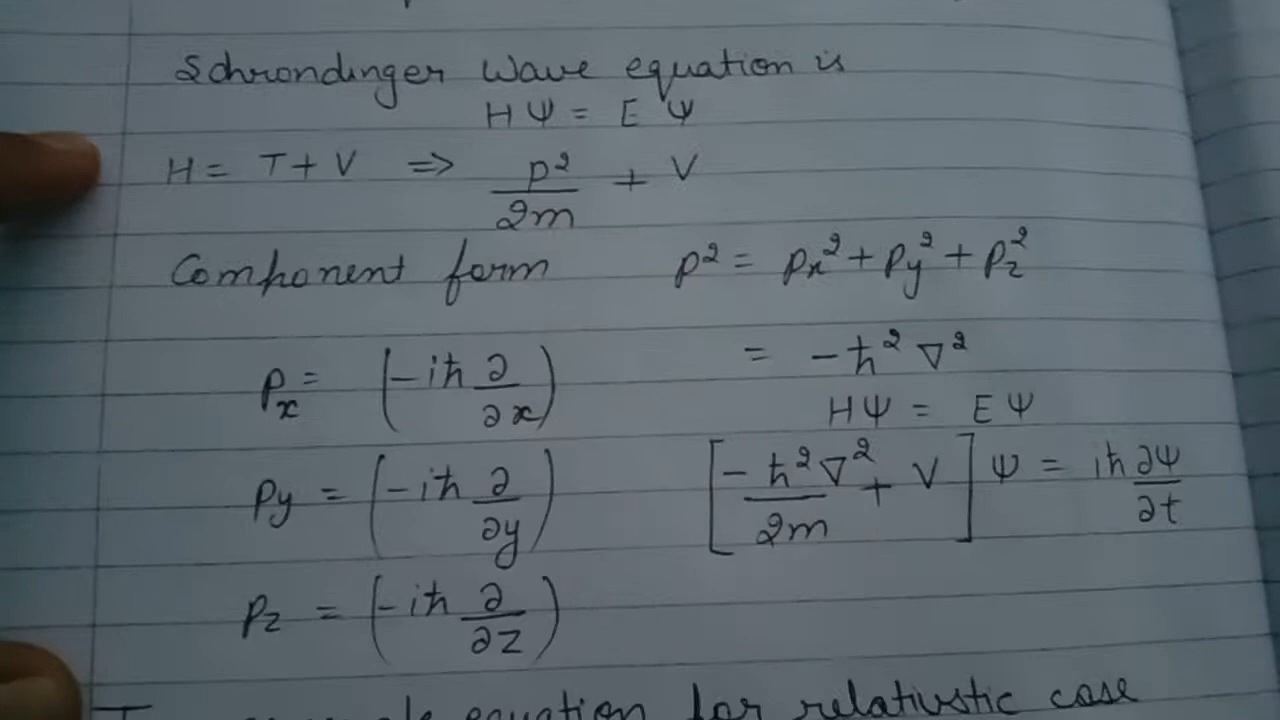 Schrondinger Wave equation is
HΨ = EΨ
H = T + V ⇒ p²/2m + V
Component form p² = px² + py² + pz²
px = (-iħ ∂/∂x) = -ħ²∇²
HΨ = EΨ
py = (-iħ ∂/∂y) [-ħ²∇²/2m + V]Ψ = iħ ∂Ψ/∂t
pz = (-iħ ∂/∂z)
equation for relativistic case